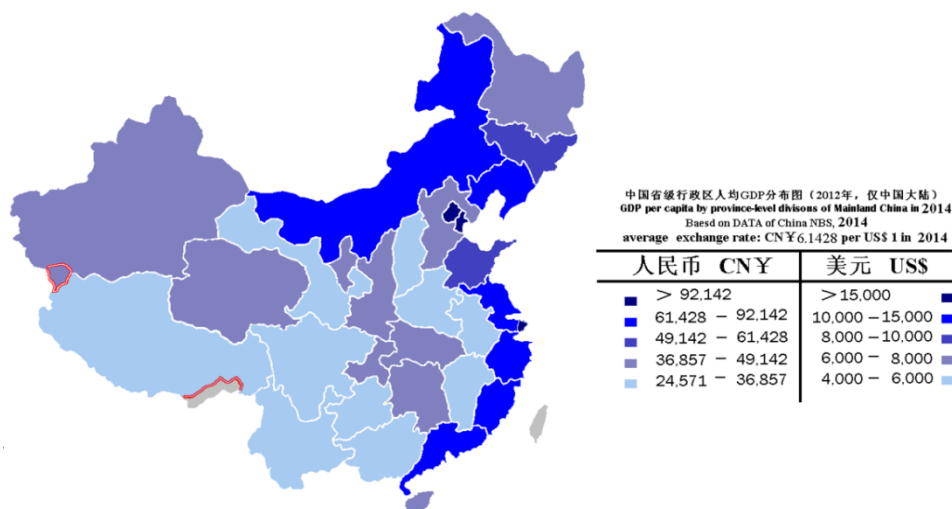 中国省级行政区人均GDP分布图（2012年，仅中国大陆）
GDP per capita by province-level divisons of Mainland China in 2014
Baesd on DATA of China NBS, 2014
average exchange rate: CN¥6.1428 per US$ 1 in 2014
人民币 CN¥ 美元 US$
> 92,142 >15,000
61,428 − 92,142 10,000 − 15,000
49,142 − 61,428 8,000 −10,000
36,857 − 49,142 6,000 − 8,000
24,571 − 36,857 4,000 − 6,000